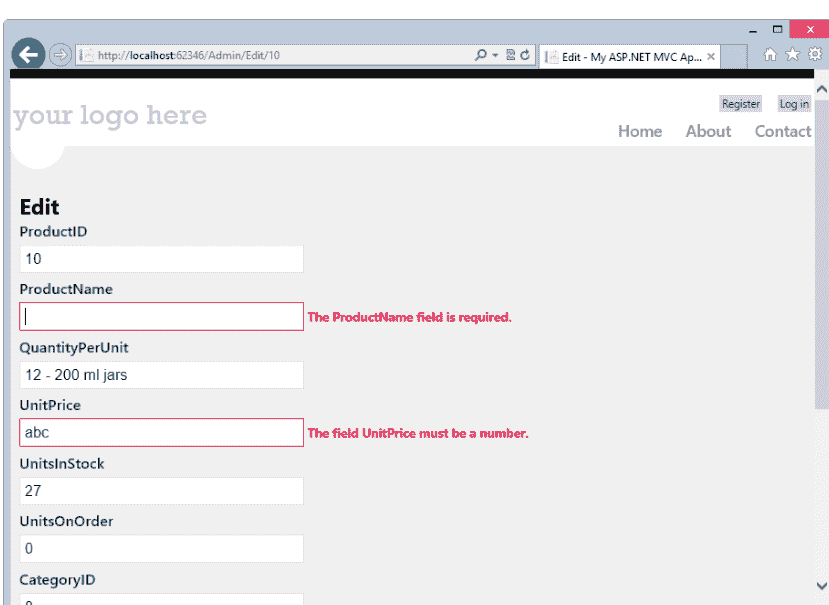 http://localhost:62346/Admin/Edit/10
Edit - My ASP.NET MVC Ap...
Register Log in
your logo here
Home About Contact
Edit
ProductID
10
ProductName
The ProductName field is required.
QuantityPerUnit
12 - 200 ml jars
UnitPrice
abc
The field UnitPrice must be a number.
UnitsInStock
27
UnitsOnOrder
0
CategoryID